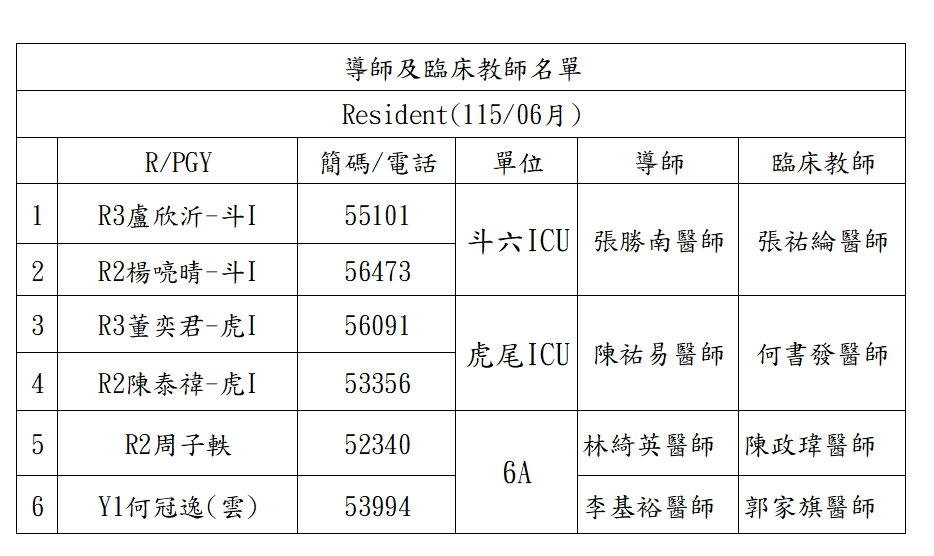 導師及臨床教師名單
Resident(115/06月)
R/PGY 簡碼/電話 單位 導師 臨床教師
1 R3盧欣沂-斗I 55101 斗六ICU 張勝南醫師 張祐綸醫師
2 R2楊喨晴-斗I 56473
3 R3董奕君-虎I 56091 虎尾ICU 陳祐易醫師 何書發醫師
4 R2陳泰禕-虎I 53356
5 R2周子軼 52340 6A 林綺英醫師 陳政瑋醫師
6 Y1何冠逸(雲) 53994 李基裕醫師 郭家旗醫師